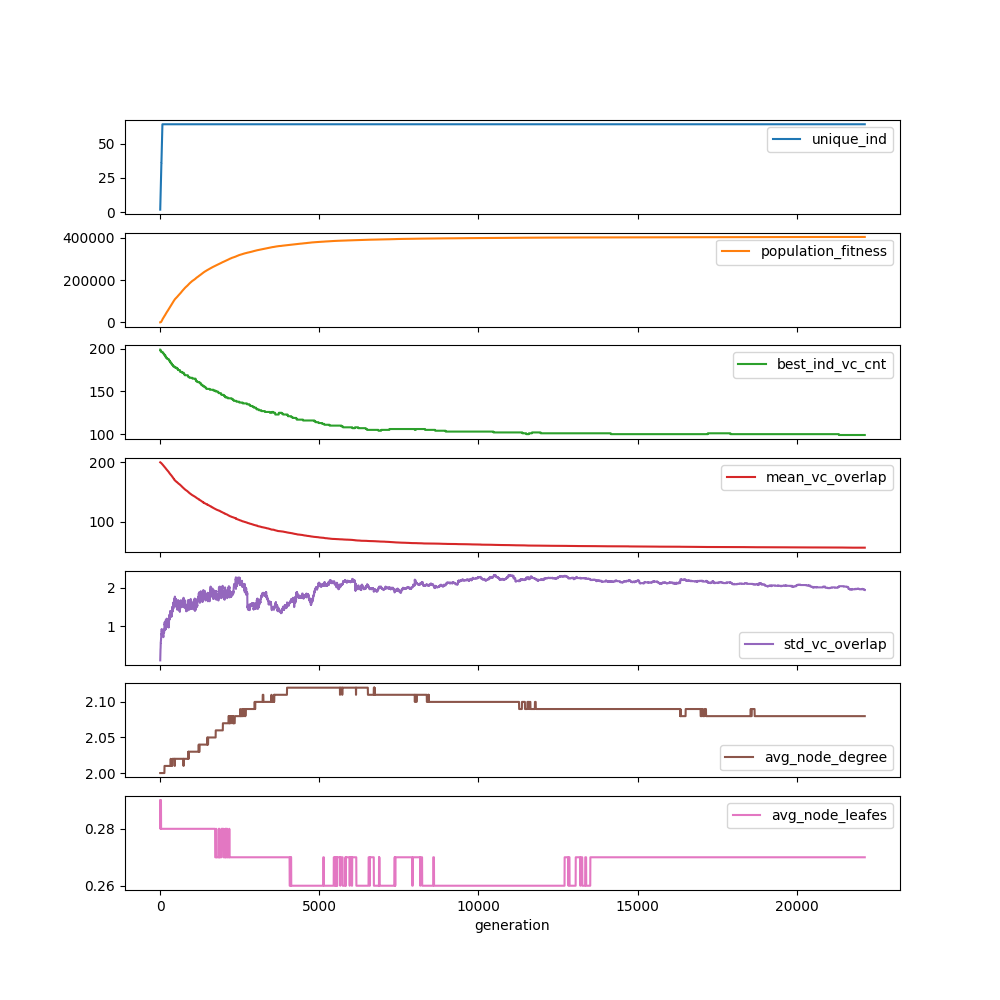 50
25
0
unique_ind
400000
200000
0
population_fitness
200
150
100
best_ind_vc_cnt
200
100
mean_vc_overlap
2
1
std_vc_overlap
2.10
2.05
2.00
avg_node_degree
0.28
0.26
avg_node_leafes
0 5000 10000 15000 20000
generation